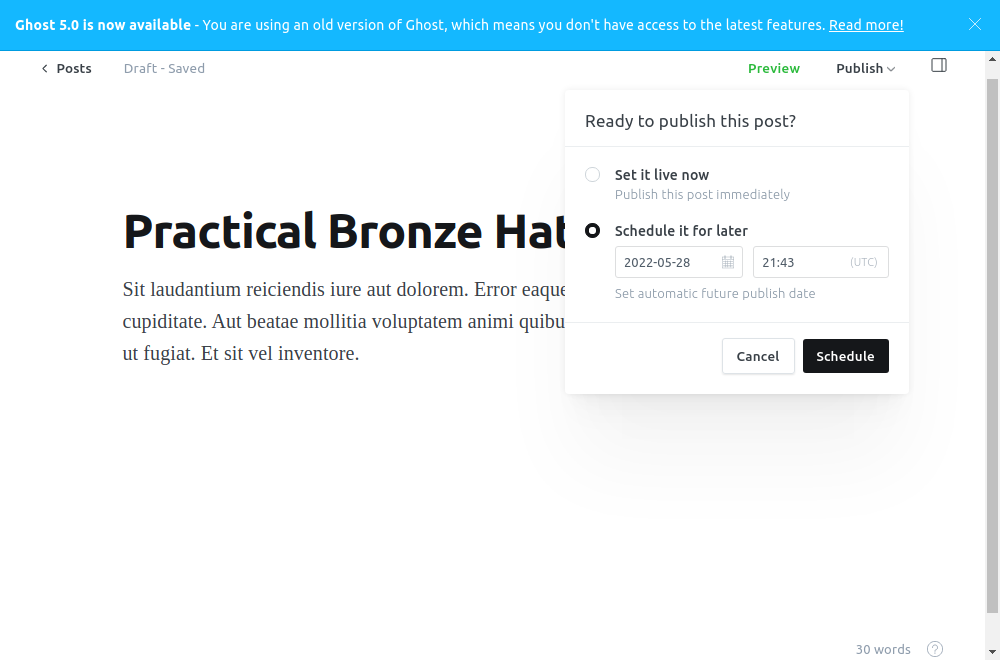 Ghost 5.0 is now available - You are using an old version of Ghost, which means you don't have access to the latest features. Read more!
Posts Draft - Saved Preview Publish
Ready to publish this post?
Set it live now
Publish this post immediately
Schedule it for later
2022-05-28 21:43 (UTC)
Set automatic future publish date
Cancel Schedule
Practical Bronze Hat
Sit laudantium reiciendis iure aut dolorem. Error eaque
cupiditate. Aut beatae mollitia voluptatem animi quibu
ut fugiat. Et sit vel inventore.
30 words ?